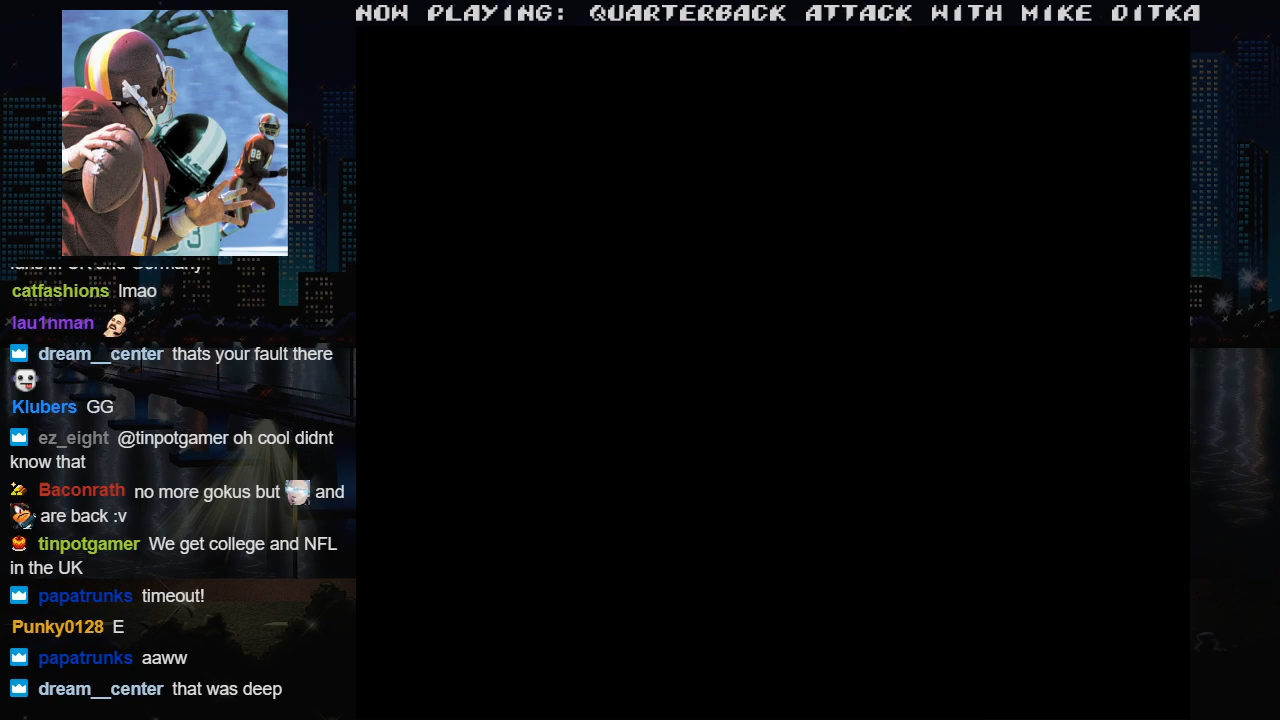 NOW PLAYING: QUARTERBACK ATTACK WITH MIKE DITKA
82
catfashions lmao
lau1nman
dream__center thats your fault there
Klubers GG
ez_eight @tinpotgamer oh cool didnt
know that
Baconrath no more gokus but and
are back :v
tinpotgamer We get college and NFL
in the UK
papatrunks timeout!
Punky0128 E
papatrunks aaww
dream__center that was deep